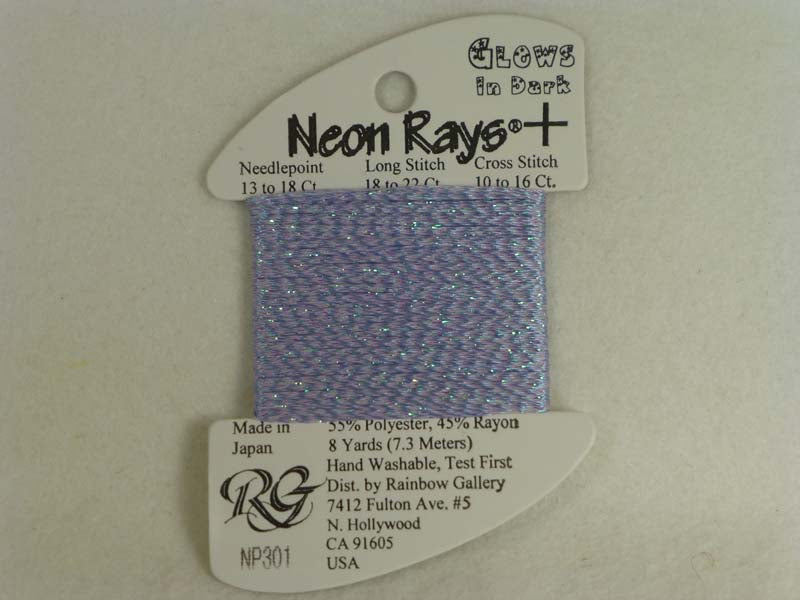 Glows
In Dark
Neon Rays®+
Needlepoint Long Stitch Cross Stitch
13 to 18 Ct. 18 to 22 Ct. 10 to 16 Ct.
Made in
Japan
55% Polyester, 45% Rayon
8 Yards (7.3 Meters)
Hand Washable, Test First
Dist. by Rainbow Gallery
7412 Fulton Ave. #5
N. Hollywood
CA 91605
USA
RG
NP301